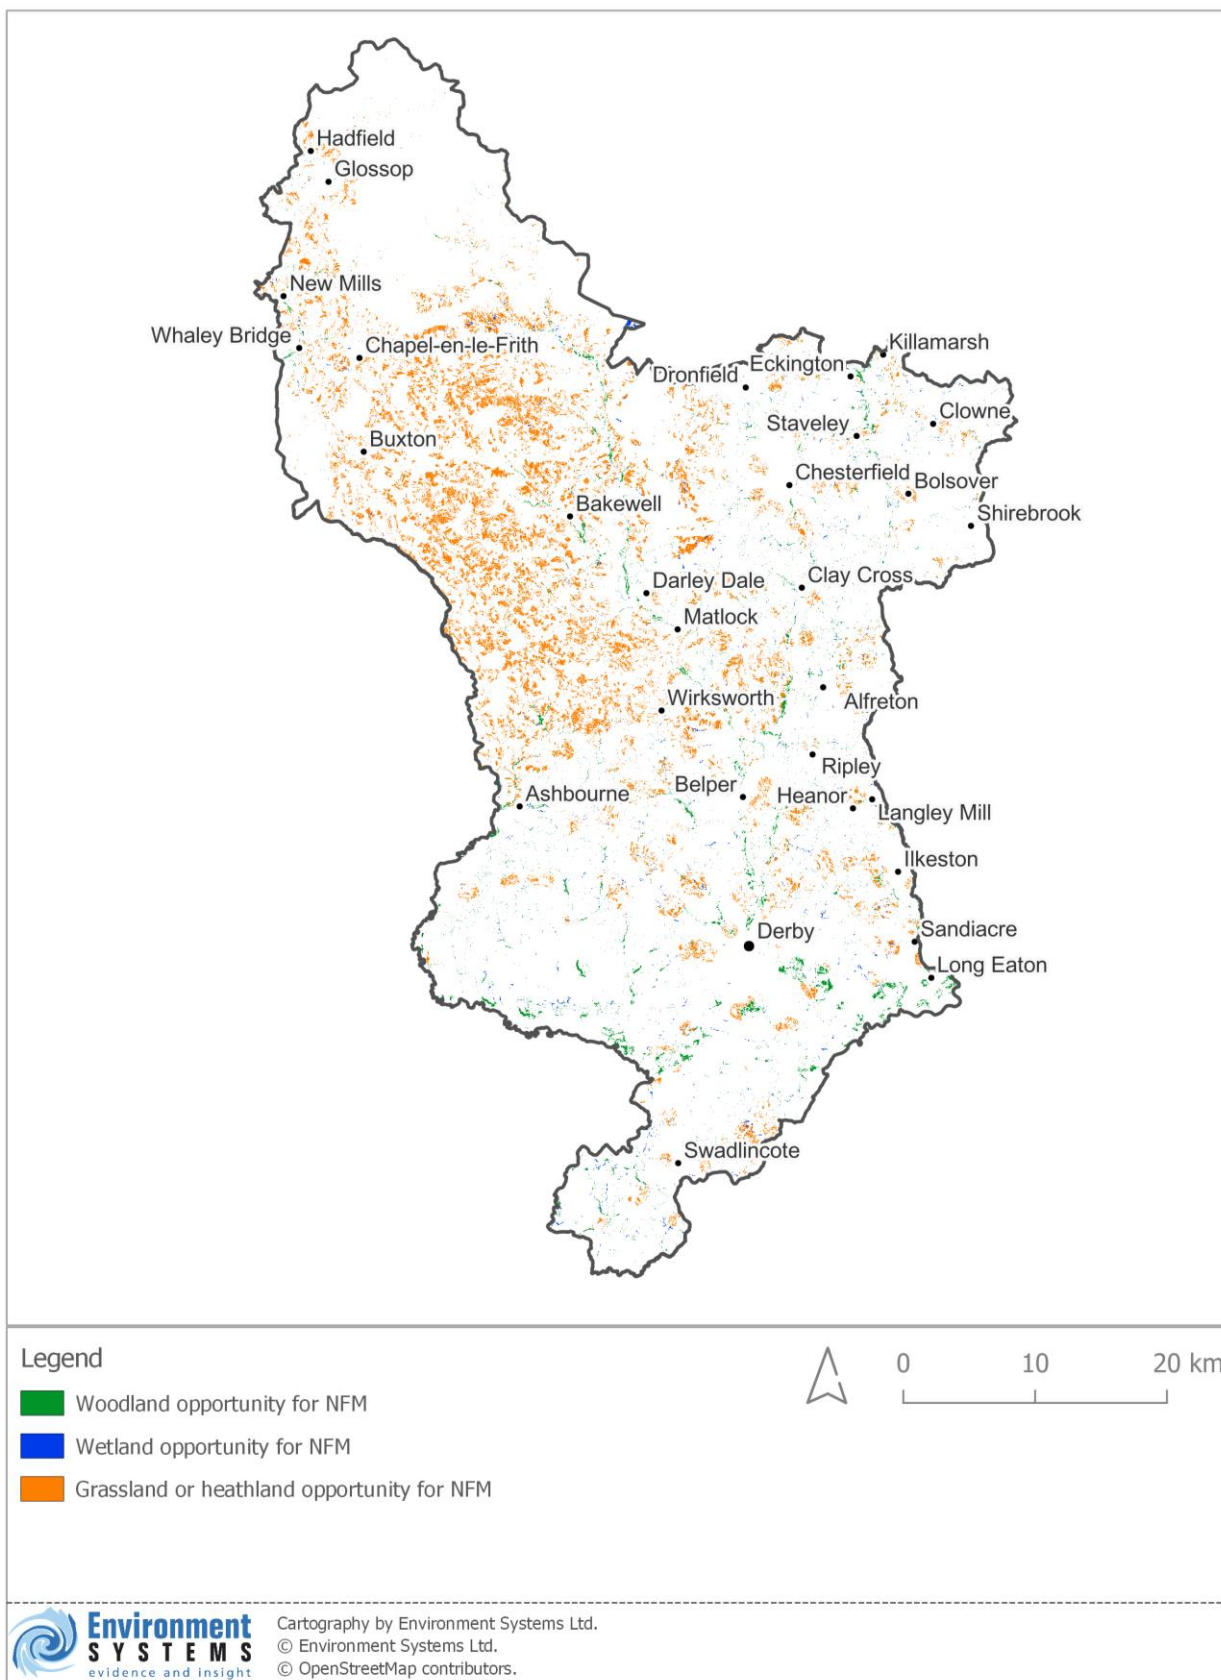 Hadfield
Glossop
New Mills
Whaley Bridge
Chapel-en-le-Frith
Killamarsh
Eckington
Dronfield
Clowne
Staveley
Buxton
Chesterfield
Bolsover
Bakewell
Shirebrook
Darley Dale
Clay Cross
Matlock
Wirksworth
Alfreton
Ripley
Belper
Heanor
Ashbourne
Langley Mill
Ilkeston
Derby
Sandiacre
Long Eaton
Swadlincote
Legend
Woodland opportunity for NFM
Wetland opportunity for NFM
Grassland or heathland opportunity for NFM
0 10 20 km
Environment
SYSTEMS
evidence and insight
Cartography by Environment Systems Ltd.
© Environment Systems Ltd.
© OpenStreetMap contributors.